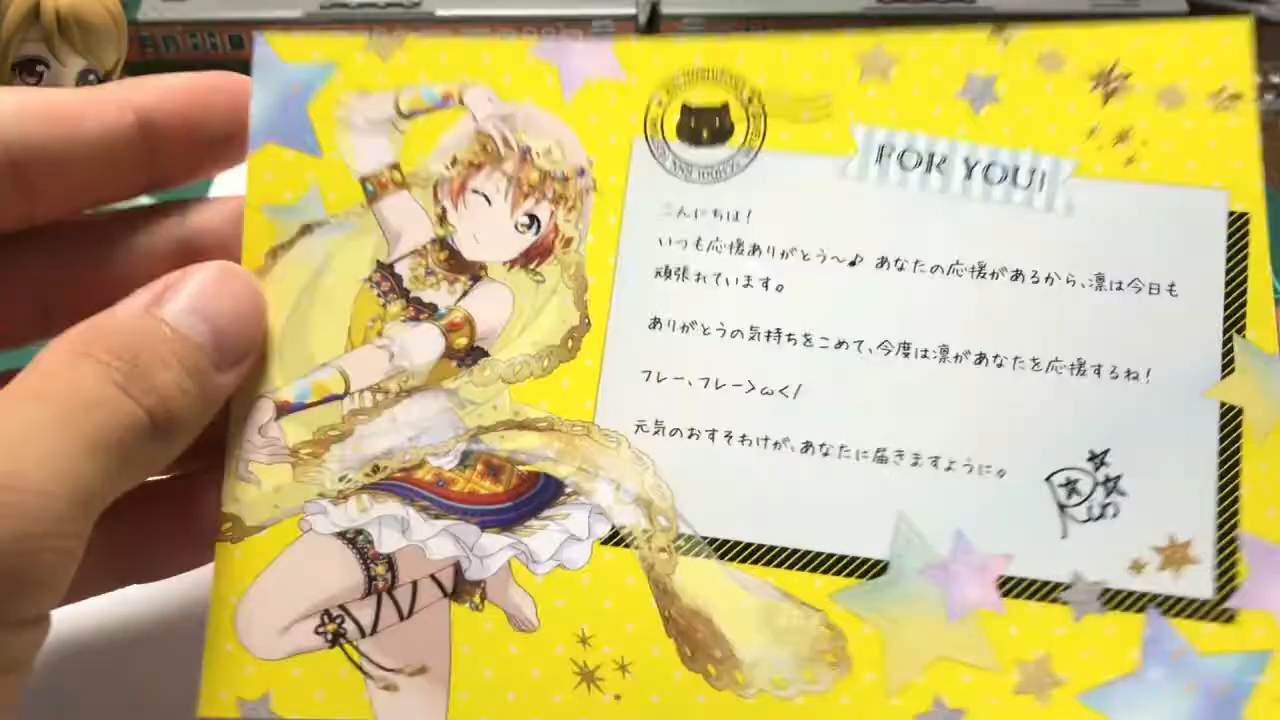 FOR YOU!
こんにちは!
いつも応援ありがとう〜♪ あなたの応援があるから、凛は今日も
頑張れています。
ありがとうの気持ちをこめて、今度は凛があなたを応援するね!
フレー、フレー>ω<!
元気のおすそわけが、あなたに届きますように。
Rin